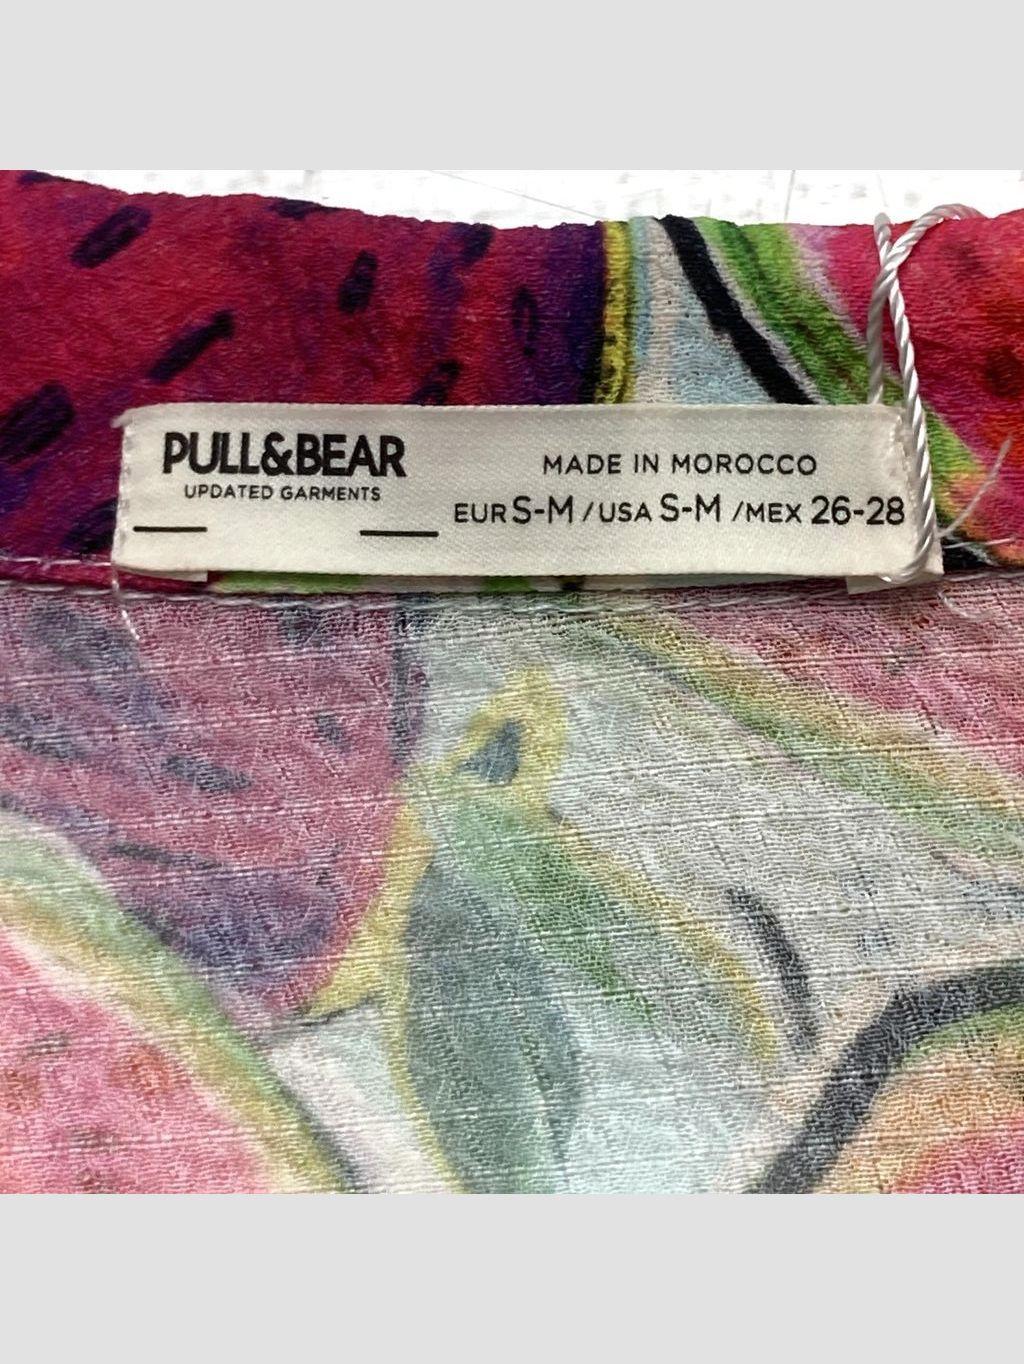 PULL&BEAR
UPDATED GARMENTS
MADE IN MOROCCO
EUR S-M / USA S-M / MEX 26-28